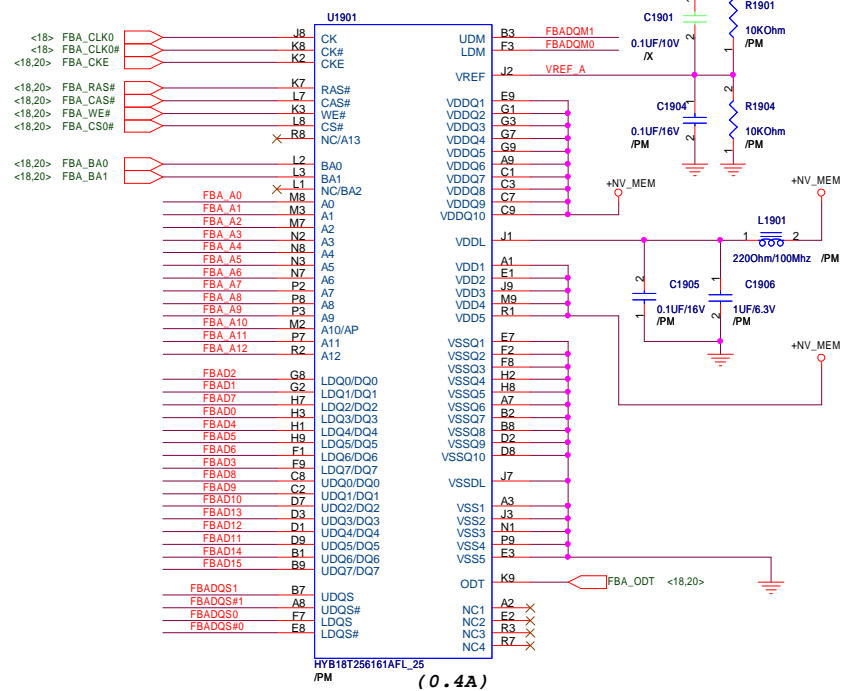 U1901
<18> FBA_CLK0 J8 CK
<18> FBA_CLK0# K8 CK#
<18,20> FBA_CKE K2 CKE
<18,20> FBA_RAS# K7 RAS#
<18,20> FBA_CAS# L7 CAS#
<18,20> FBA_WE# K3 WE#
<18,20> FBA_CS0# L8 CS#
R8 NC/A13
<18,20> FBA_BA0 L2 BA0
<18,20> FBA_BA1 L3 BA1
L1 NC/BA2
FBA_A0 M8 A0
FBA_A1 M3 A1
FBA_A2 M7 A2
FBA_A3 N2 A3
FBA_A4 N8 A4
FBA_A5 N3 A5
FBA_A6 N7 A6
FBA_A7 P2 A7
FBA_A8 P8 A8
FBA_A9 P3 A9
FBA_A10 M2 A10/AP
FBA_A11 P7 A11
FBA_A12 R2 A12
FBAD2 G8 LDQ0/DQ0
FBAD1 G2 LDQ1/DQ1
FBAD7 H7 LDQ2/DQ2
FBAD0 H3 LDQ3/DQ3
FBAD4 H1 LDQ4/DQ4
FBAD5 H9 LDQ5/DQ5
FBAD6 F1 LDQ6/DQ6
FBAD3 F9 LDQ7/DQ7
FBAD8 C8 UDQ0/DQ0
FBAD9 C2 UDQ1/DQ1
FBAD10 D7 UDQ2/DQ2
FBAD13 D3 UDQ3/DQ3
FBAD12 D1 UDQ4/DQ4
FBAD11 D9 UDQ5/DQ5
FBAD14 B1 UDQ6/DQ6
FBAD15 B9 UDQ7/DQ7
FBADQS1 B7 UDQS
FBADQS#1 A8 UDQS#
FBADQS0 F7 LDQS
FBADQS#0 E8 LDQS#
UDM B3 FBADQM1
LDM F3 FBADQM0
VREF J2 VREF_A
VDDQ1 E9
VDDQ2 G1
VDDQ3 G3
VDDQ4 G7
VDDQ5 G9
VDDQ6 A9
VDDQ7 C1
VDDQ8 C3
VDDQ9 C7
VDDQ10 C9
VDDL J1
VDD1 A1
VDD2 E1
VDD3 J9
VDD4 M9
VDD5 R1
VSSQ1 E7
VSSQ2 F2
VSSQ3 F8
VSSQ4 H2
VSSQ5 H8
VSSQ6 A7
VSSQ7 B2
VSSQ8 B8
VSSQ9 D2
VSSQ10 D8
VSSDL J7
VSS1 A3
VSS2 J3
VSS3 N1
VSS4 P9
VSS5 E3
ODT K9 FBA_ODT <18,20>
NC1 A2
NC2 E2
NC3 R3
NC4 R7
HYB18T256161AFL_25
/PM
(0.4A)
C1901
2
0.1UF/10V
/X
R1901
10KOhm
1
/PM
C1904
1
0.1UF/16V
2
/PM
2
R1904
10KOhm
1
/PM
+NV_MEM
+NV_MEM
L1901
1 2
220Ohm/100Mhz /PM
2
C1905
0.1UF/16V
1
/PM
1
C1906
1UF/6.3V
2
/PM
+NV_MEM